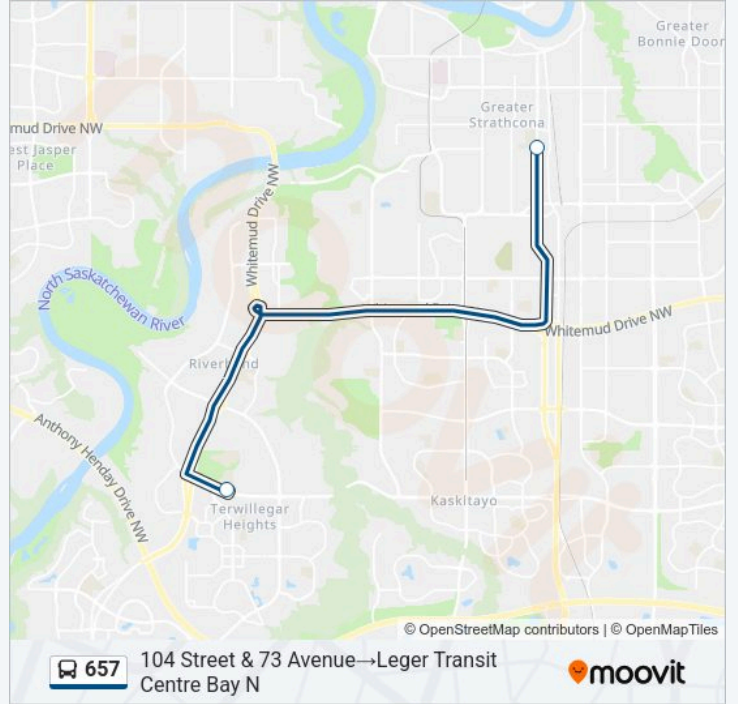 Greater
Bonnie Door
Greater
Strathcona
mud Drive NW
est Jasper
Place
Whitemud Drive NW
North Saskatchewan River
Whitemud Drive NW
Anthony Henday Drive NW
Kaskitayo
Terwillegar
Heights
© OpenStreetMap contributors | © OpenMapTiles
657
104 Street & 73 Avenue→Leger Transit
Centre Bay N
moovit